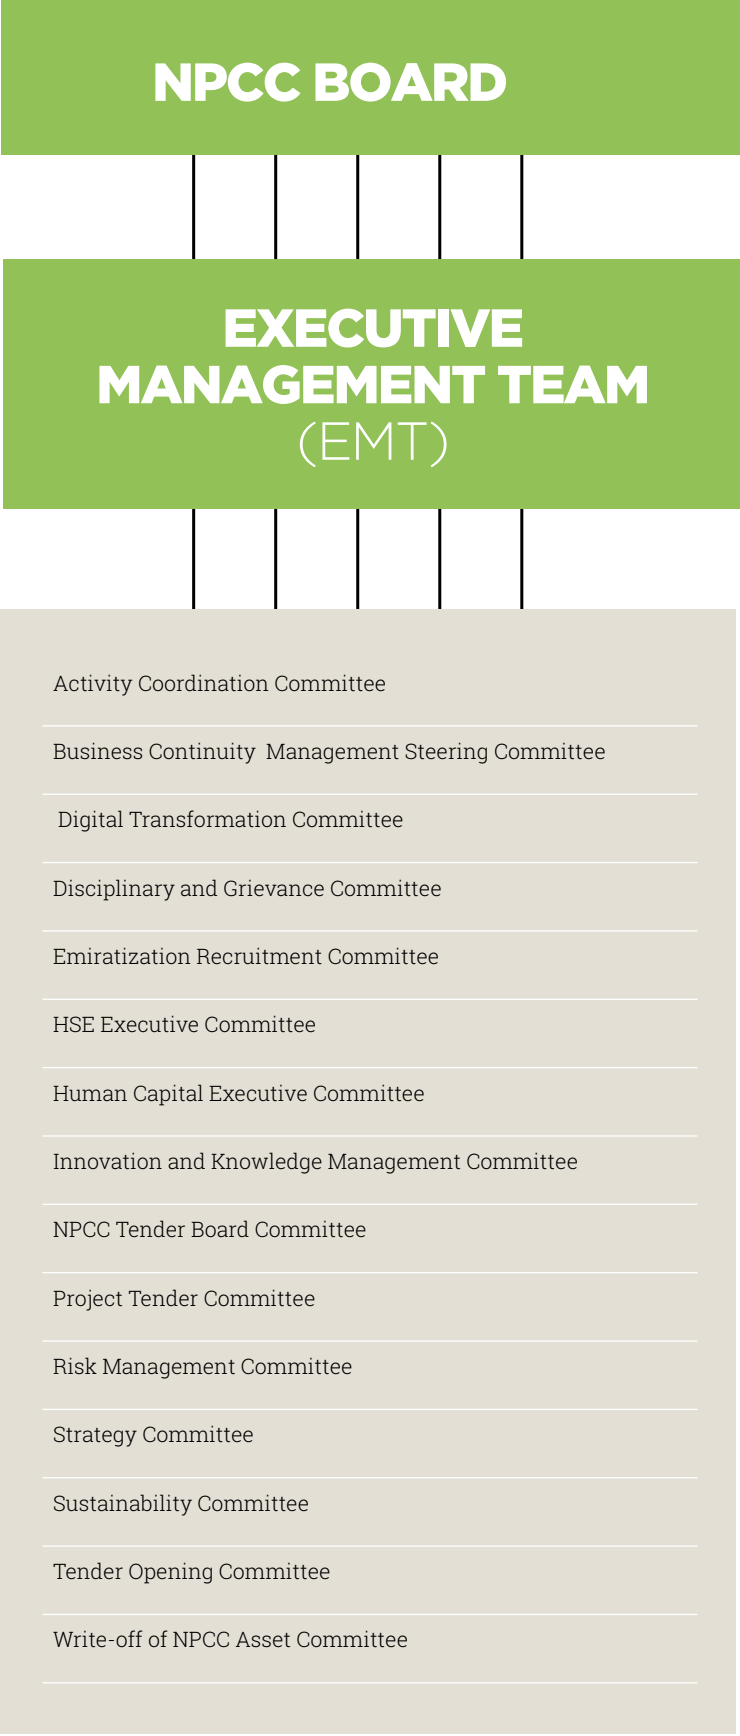 NPCC BOARD
EXECUTIVE
MANAGEMENT TEAM
(EMT)
Activity Coordination Committee
Business Continuity  Management Steering Committee
Digital Transformation Committee
Disciplinary and Grievance Committee
Emiratization Recruitment Committee
HSE Executive Committee
Human Capital Executive Committee
Innovation and Knowledge Management Committee
NPCC Tender Board Committee
Project Tender Committee
Risk Management Committee
Strategy Committee
Sustainability Committee
Tender Opening Committee
Write-off of NPCC Asset Committee